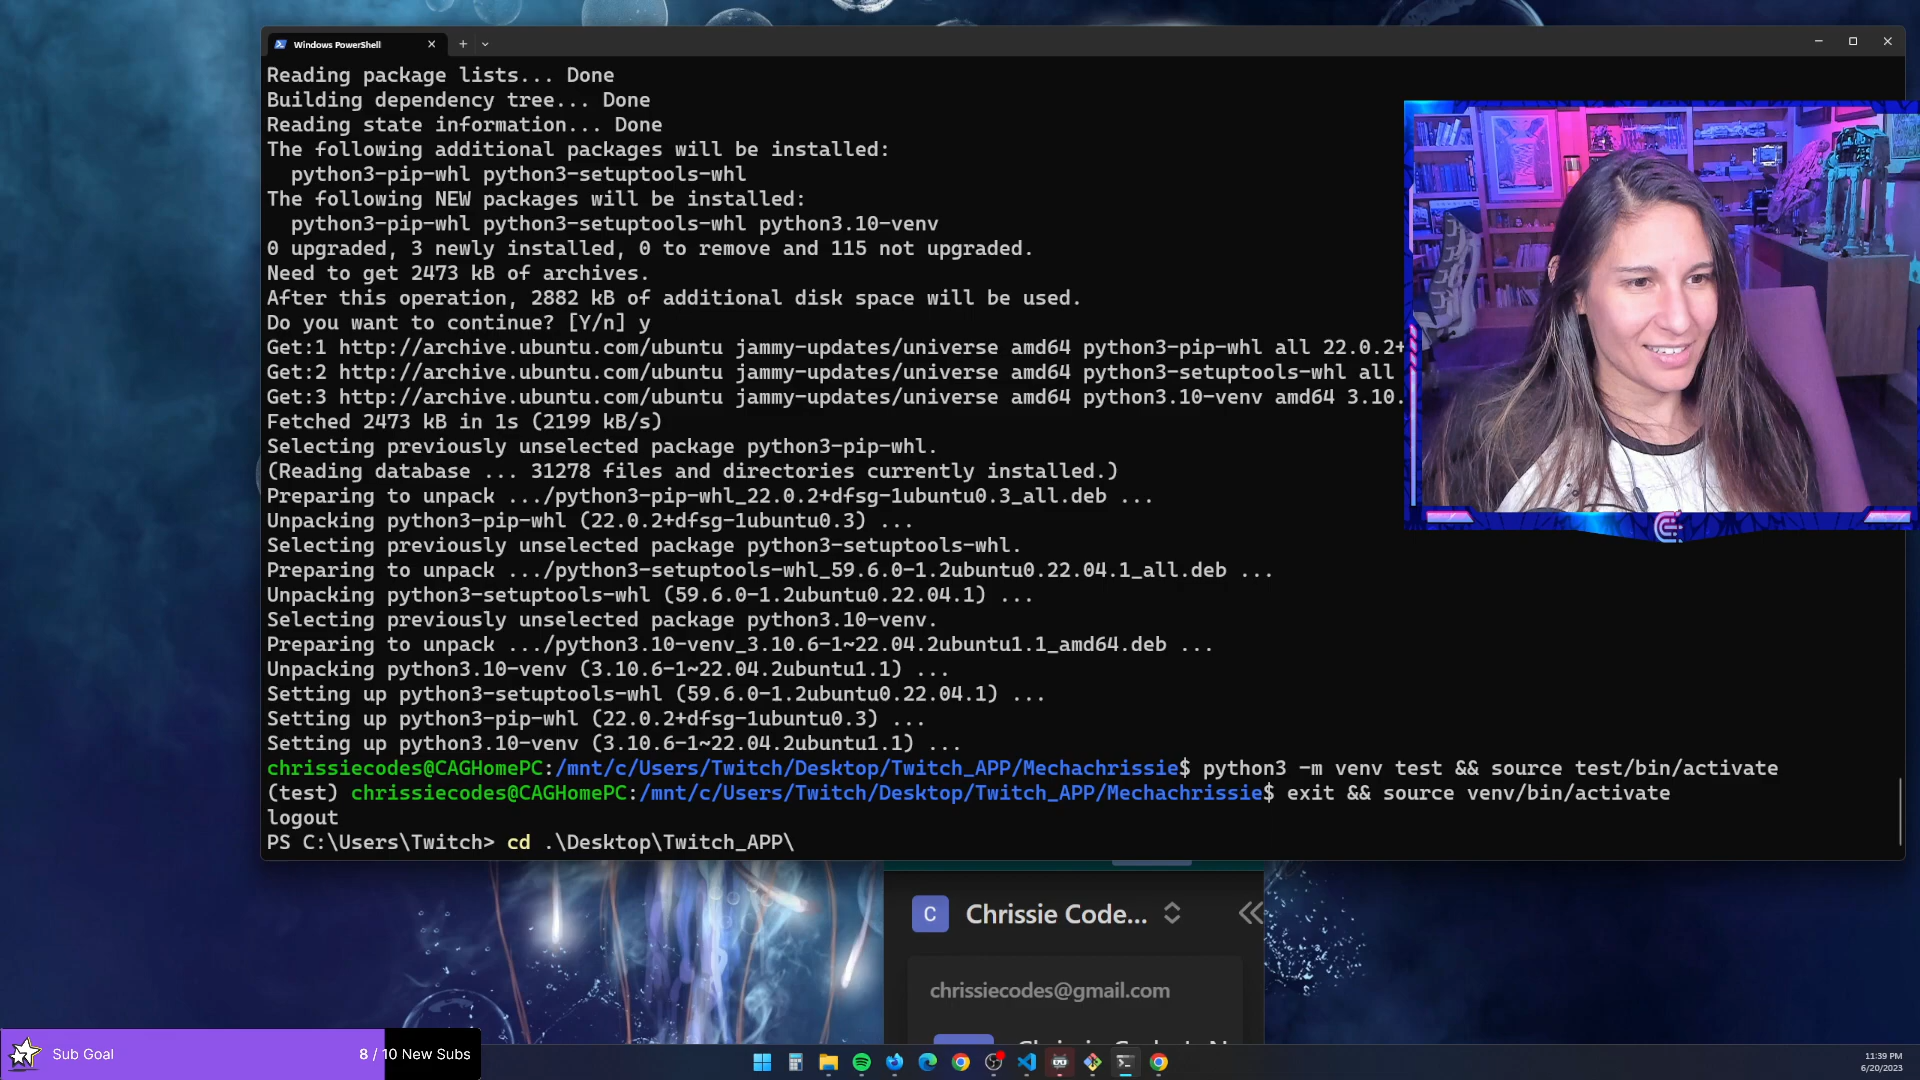 Windows PowerShell
Reading package lists... Done
Building dependency tree... Done
Reading state information... Done
The following additional packages will be installed:
python3-pip-whl python3-setuptools-whl
The following NEW packages will be installed:
python3-pip-whl python3-setuptools-whl python3.10-venv
0 upgraded, 3 newly installed, 0 to remove and 115 not upgraded.
Need to get 2473 kB of archives.
After this operation, 2882 kB of additional disk space will be used.
Do you want to continue? [Y/n] y
Get:1 http://archive.ubuntu.com/ubuntu jammy-updates/universe amd64 python3-pip-whl all 22.0.2+
Get:2 http://archive.ubuntu.com/ubuntu jammy-updates/universe amd64 python3-setuptools-whl all
Get:3 http://archive.ubuntu.com/ubuntu jammy-updates/universe amd64 python3.10-venv amd64 3.10.
Fetched 2473 kB in 1s (2199 kB/s)
Selecting previously unselected package python3-pip-whl.
(Reading database ... 31278 files and directories currently installed.)
Preparing to unpack .../python3-pip-whl_22.0.2+dfsg-1ubuntu0.3_all.deb ...
Unpacking python3-pip-whl (22.0.2+dfsg-1ubuntu0.3) ...
Selecting previously unselected package python3-setuptools-whl.
Preparing to unpack .../python3-setuptools-whl_59.6.0-1.2ubuntu0.22.04.1_all.deb ...
Unpacking python3-setuptools-whl (59.6.0-1.2ubuntu0.22.04.1) ...
Selecting previously unselected package python3.10-venv.
Preparing to unpack .../python3.10-venv_3.10.6-1~22.04.2ubuntu1.1_amd64.deb ...
Unpacking python3.10-venv (3.10.6-1~22.04.2ubuntu1.1) ...
Setting up python3-setuptools-whl (59.6.0-1.2ubuntu0.22.04.1) ...
Setting up python3-pip-whl (22.0.2+dfsg-1ubuntu0.3) ...
Setting up python3.10-venv (3.10.6-1~22.04.2ubuntu1.1) ...
chrissiecodes@CAGHomePC:/mnt/c/Users/Twitch/Desktop/Twitch_APP/Mechachrissie$ python3 -m venv test && source test/bin/activate
(test) chrissiecodes@CAGHomePC:/mnt/c/Users/Twitch/Desktop/Twitch_APP/Mechachrissie$ exit && source venv/bin/activate
logout
PS C:\Users\Twitch> cd .\Desktop\Twitch_APP\
C Chrissie Code...
chrissiecodes@gmail.com
Sub Goal 8 / 10 New Subs
11:39 PM
6/20/2023